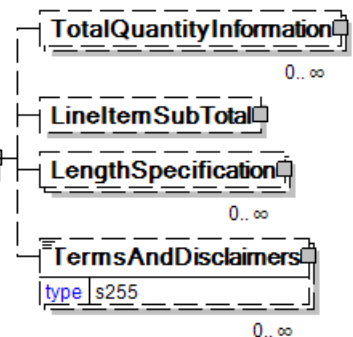 TotalQuantityInformation
0.. ∞
LineItemSubTotal
LengthSpecification
0.. ∞
TermsAndDisclaimers
type s255
0.. ∞